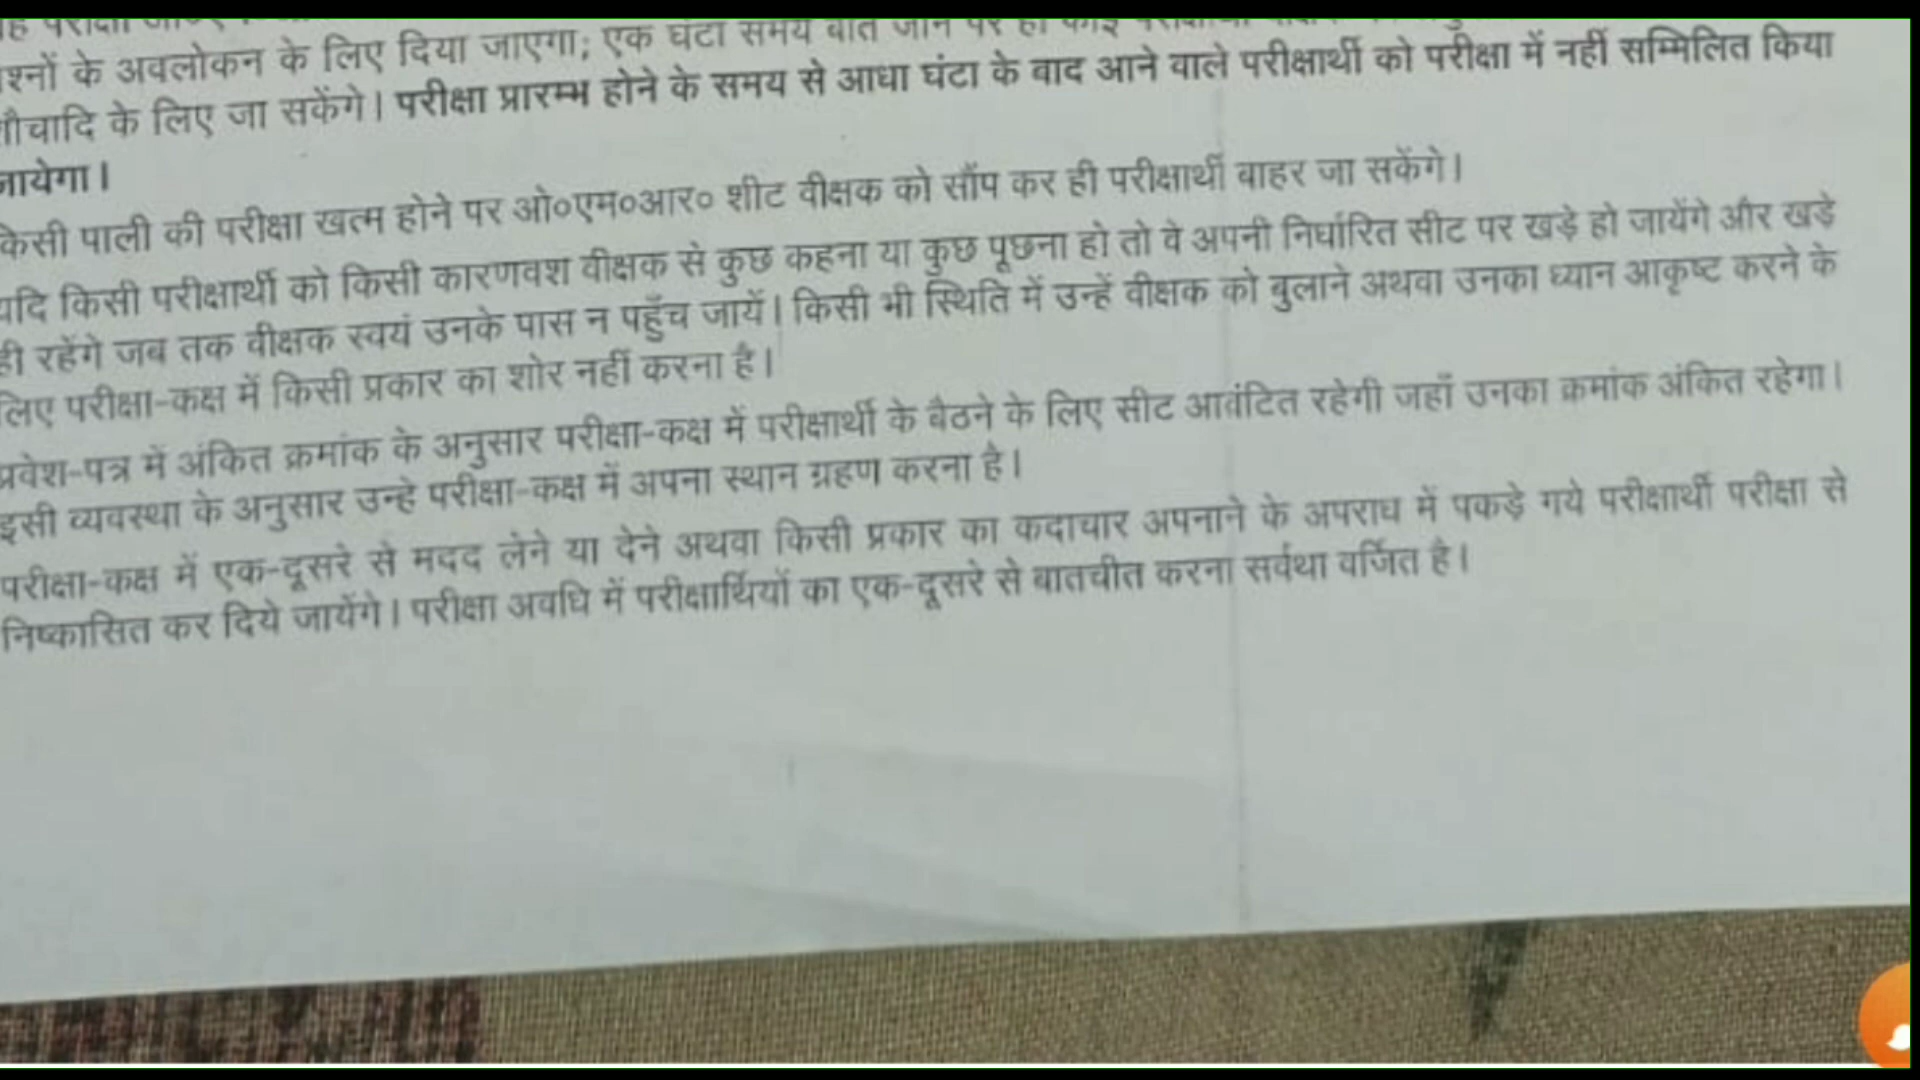 प्रश्नों के अवलोकन के लिए दिया जाएगा; एक घंटा समय बीत जाने पर ही कोई
शौचादि के लिए जा सकेंगे। परीक्षा प्रारम्भ होने के समय से आधा घंटा के वाद आने वाले परीक्षार्थी को परीक्षा में नहीं सम्मिलित किया
जायेगा।
किसी पाली की परीक्षा खत्म होने पर ओ०एम०आर० शीट वीक्षक को सौंप कर ही परीक्षार्थी बाहर जा सकेंगे।
यदि किसी परीक्षार्थी को किसी कारणवश वीक्षक से कुछ कहना या कुछ पूछना हो तो वे अपनी निर्धारित सीट पर खड़े हो जायेंगे और खड़े
ही रहेंगे जब तक वीक्षक स्वयं उनके पास न पहुँच जायें। किसी भी स्थिति में उन्हें वीक्षक को बुलाने अथवा उनका ध्यान आकृष्ट करने के
लिए परीक्षा-कक्ष में किसी प्रकार का शोर नहीं करना है।
प्रवेश-पत्र में अंकित क्रमांक के अनुसार परीक्षा-कक्ष में परीक्षार्थी के बैठने के लिए सीट आवंटित रहेगी जहाँ उनका क्रमांक अंकित रहेगा।
इसी व्यवस्था के अनुसार उन्हे परीक्षा-कक्ष में अपना स्थान ग्रहण करना है।
परीक्षा-कक्ष में एक-दूसरे से मदद लेने या देने अथवा किसी प्रकार का कदाचार अपनाने के अपराध में पकड़े गये परीक्षार्थी परीक्षा से
निष्कासित कर दिये जायेंगे। परीक्षा अवधि में परीक्षार्थियों का एक-दूसरे से बातचीत करना सर्वथा वर्जित है।